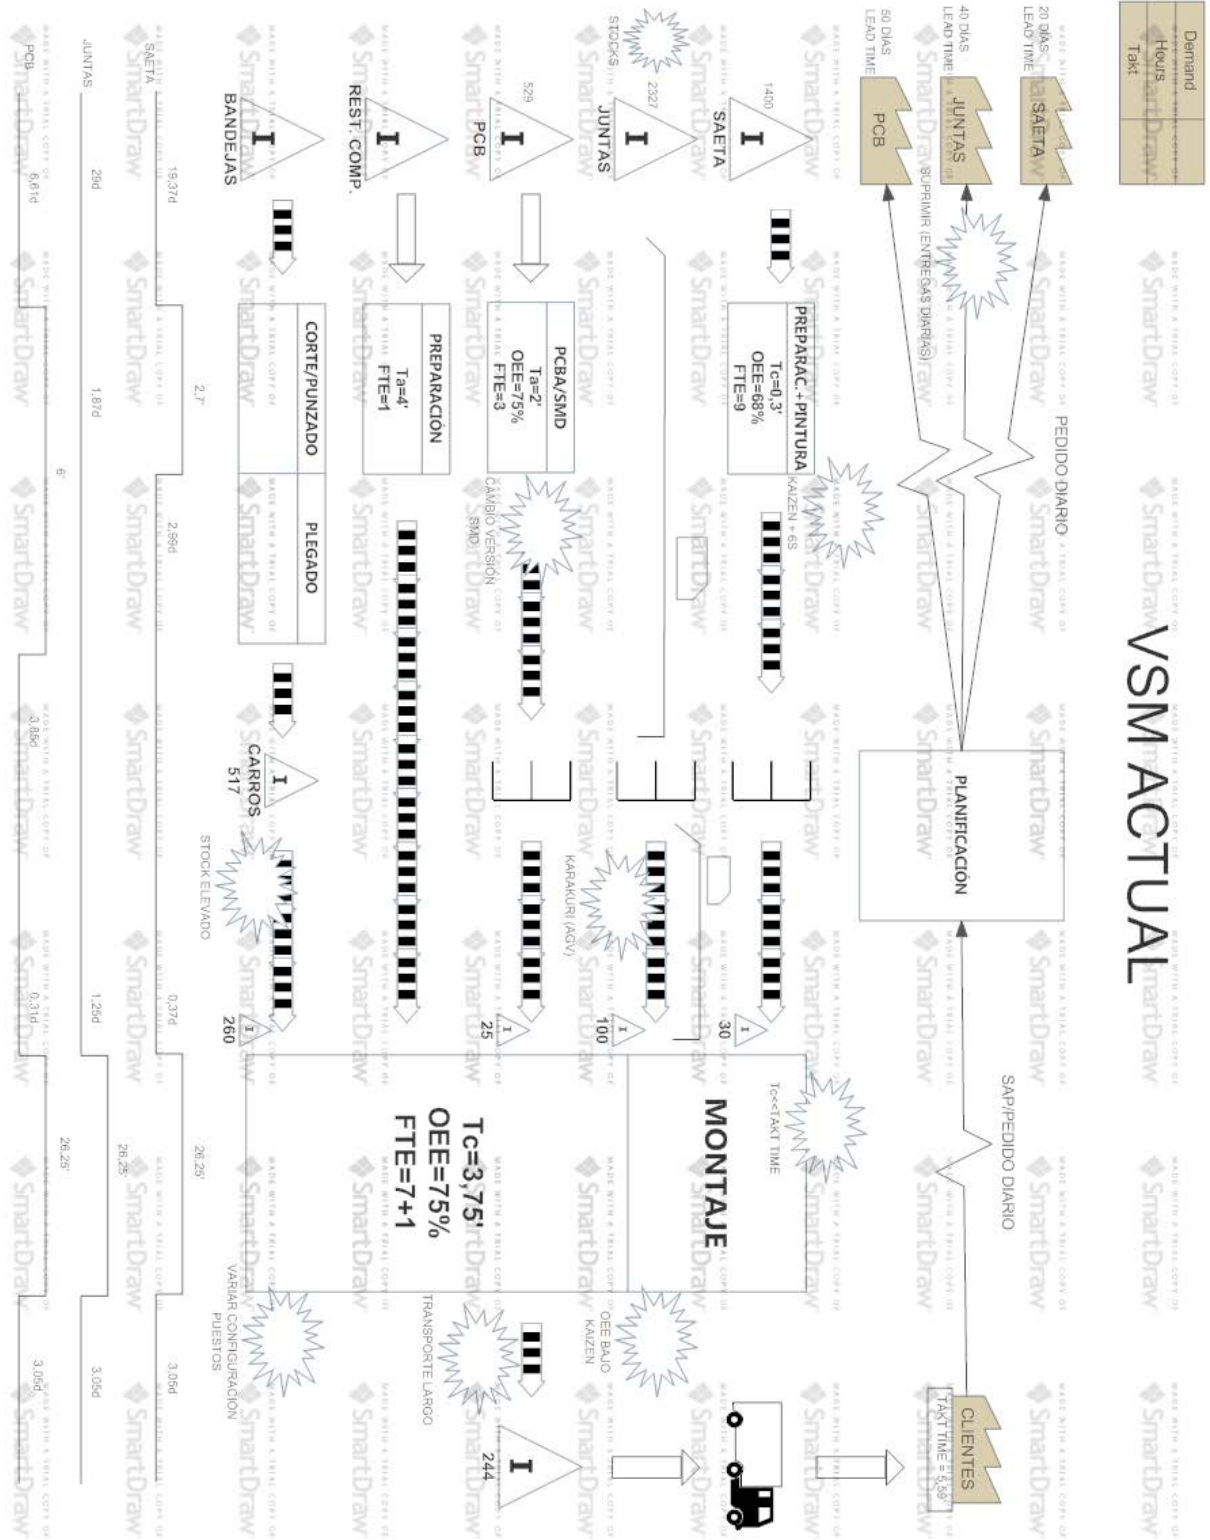 VSM ACTUAL
Demand
Hours
Takt
20 DÍAS
LEAD TIME
SAETA
40 DÍAS
LEAD TIME
JUNTAS
50 DÍAS
LEAD TIME
PCB
SUPRIMIR (ENTREGAS DIARIAS)
PEDIDO DIARIO
PLANIFICACIÓN
SAP/PEDIDO DIARIO
CLIENTES
TAKT TIME = 5,59'
1400
I
SAETA
PREPARAC.+PINTURA
Tc=0,3'
OEE=68%
FTE=9
KAIZEN + 6S
I
30
STOCKS
2327
I
JUNTAS
KARAKURI (AGV)
I
100
529
I
PCB
PCBA/SMD
Ta=2'
OEE=75%
FTE=3
CAMBIO VERSIÓN
SMD
I
25
I
REST. COMP.
PREPARACIÓN
Ta=4'
FTE=1
I
BANDEJAS
CORTE/PUNZADO
PLEGADO
I
CARROS
517
STOCK ELEVADO
I
260
Tc<<TAKT TIME
MONTAJE
Tc=3,75'
OEE=75%
FTE=7+1
OEE BAJO
KAIZEN
TRANSPORTE LARGO
VARIAR CONFIGURACIÓN
PUESTOS
I
244
SAETA
19,37d
2,7'
2,99d
0,37d
26,25'
3,05d
JUNTAS
29d
1,87d
1,25d
26,25'
3,05d
PCB
6,61d
6'
3,85d
0,31d
26,25'
3,05d
MADE WITH A TRIAL COPY OF
SmartDraw